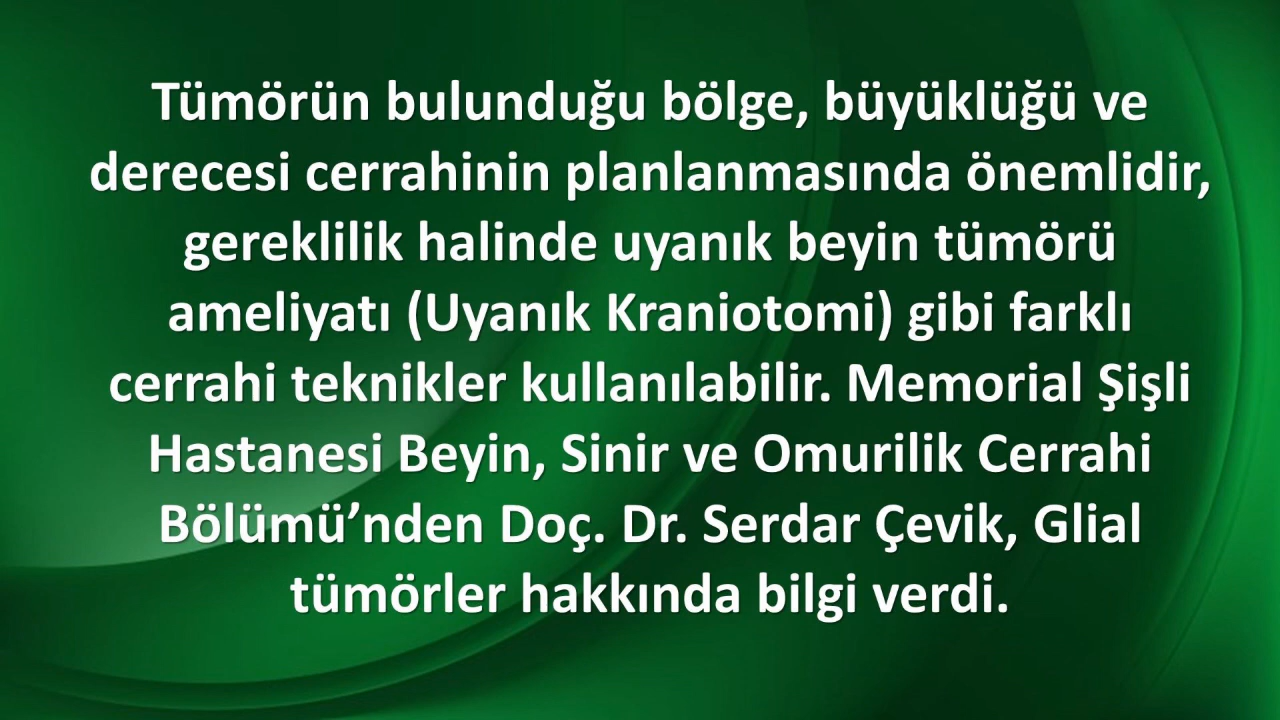 Tümörün bulunduğu bölge, büyüklüğü ve
derecesi cerrahinin planlanmasında önemlidir,
gereklilik halinde uyanık beyin tümörü
ameliyatı (Uyanık Kraniotomi) gibi farklı
cerrahi teknikler kullanılabilir. Memorial Şişli
Hastanesi Beyin, Sinir ve Omurilik Cerrahi
Bölümü’nden Doç. Dr. Serdar Çevik, Glial
tümörler hakkında bilgi verdi.